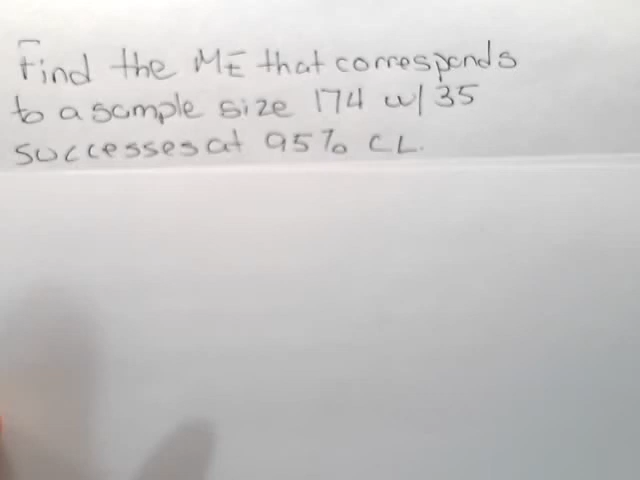 Find the ME that corresponds
to a sample size 174 w/ 35
successes at 95% CL.